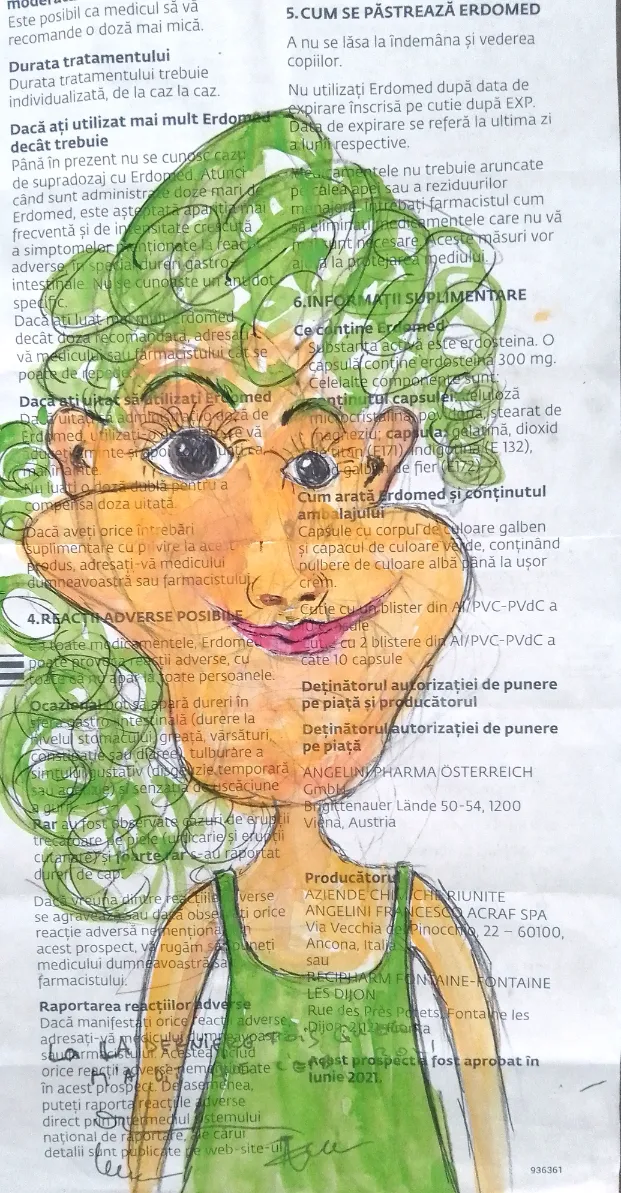 Este posibil ca medicul să vă
recomande o doză mai mică.
Durata tratamentului
Durata tratamentului trebuie
individualizată, de la caz la caz.
Dacă ați utilizat mai mult Erdomed
decât trebuie
Până în prezent nu se cunosc cazuri
de supradozaj cu Erdomed. Atunci
când sunt administrate doze mari de
Erdomed, este așteptată apariția mai
frecventă și de intensitate crescută
a simptomelor menționate la reacții
adverse, în special dureri gastro-
intestinale. Nu se cunoaște un antidot
specific.
Dacă ați luat mai mult Erdomed
decât doza recomandată, adresați-
vă medicului sau farmacistului cât se
poate de repede.
Dacă ați uitat să utilizați Erdomed
Dacă uitați să administrați o doză de
Erdomed, utilizați-o
Nu luați o doză dublă pentru a
compensa doza uitată.
Dacă aveți orice întrebări
suplimentare cu privire la acest
produs, adresați-vă medicului
dumneavoastră sau farmacistului.
4. REACȚII ADVERSE POSIBILE
Ca toate medicamentele, Erdomed
poate provoca reacții adverse, cu
toate că nu apar la toate persoanele.
Ocazional pot să apară dureri în
sfera gastro-intestinală (durere la
nivelul stomacului, greață, vărsături,
constipație sau diaree), tulburare a
simțului gustativ (disgeuzie temporară
sau ageuzie) și senzația de uscăciune
a gurii.
Rar au fost observate cazuri de erupții
trecătoare pe piele (urticarie și erupții
cutanate) și foarte rar s-au raportat
dureri de cap.
Dacă vreuna dintre reacțiile adverse
se agravează sau dacă observați orice
reacție adversă nemenționată în
acest prospect, vă rugăm să spuneți
medicului dumneavoastră sau
farmacistului.
Raportarea reacțiilor adverse
Dacă manifestați orice reacții adverse,
adresați-vă medicului dumneavoastră
sau farmacistului. Acestea includ
orice reacții adverse nemenționate
în acest prospect. De asemenea,
puteți raporta reacțiile adverse
direct prin intermediul sistemului
național de raportare, ale cărui
detalii sunt publicate pe web-site-ul
5. CUM SE PĂSTREAZĂ ERDOMED
A nu se lăsa la îndemâna și vederea
copiilor.
Nu utilizați Erdomed după data de
expirare înscrisă pe cutie după EXP.
Data de expirare se referă la ultima zi
a lunii respective.
Medicamentele nu trebuie aruncate
pe calea apei sau a reziduurilor
menajere. Întrebați farmacistul cum
să eliminați medicamentele care nu vă
mai sunt necesare. Aceste măsuri vor
ajuta la protejarea mediului.
6. INFORMAȚII SUPLIMENTARE
Ce conține Erdomed
Substanța activă este erdosteina. O
capsulă conține erdosteină 300 mg.
Celelalte componente sunt:
conținutul capsulei: celuloză
microcristalină, povidonă, stearat de
magneziu; capsula: gelatină, dioxid
de titan (E171), indigotină (E 132),
oxid galben de fier (E172).
Cum arată Erdomed și conținutul
ambalajului
Capsule cu corpul de culoare galben
și capacul de culoare verde, conținând
pulbere de culoare albă până la ușor
crem.
Cutie cu un blister din Al/PVC-PVdC a
capsule
Cutie cu 2 blistere din Al/PVC-PVdC a
câte 10 capsule
Deținătorul autorizației de punere
pe piață și producătorul
Deținătorul autorizației de punere
pe piață
ANGELINI PHARMA ÖSTERREICH
GmbH
Brigittenauer Lände 50-54, 1200
Viena, Austria
Producătorul
AZIENDE CHIMICHE RIUNITE
ANGELINI FRANCESCO ACRAF SPA
Via Vecchia del Pinocchio, 22 – 60100,
Ancona, Italia
sau
RECIPHARM FONTAINE-FONTAINE
LES DIJON
Rue des Près Potets, Fontaine les
Dijon, 21121, Franța
Acest prospect a fost aprobat în
Iunie 2021.
936361